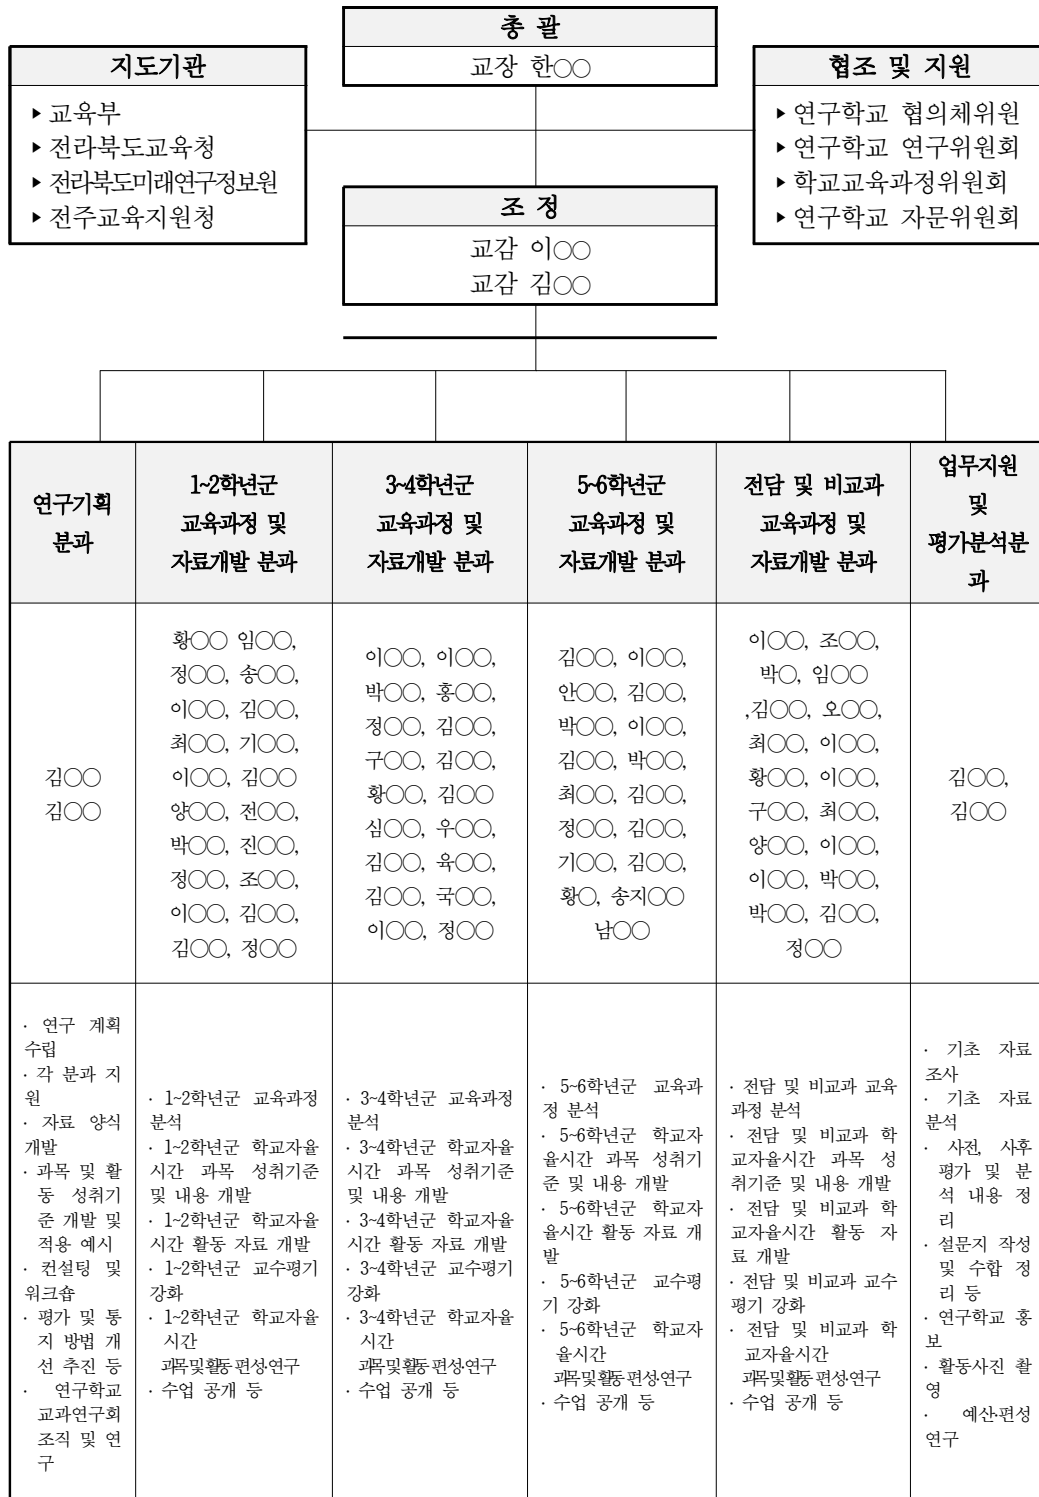 총 괄
교장 한○○
지도기관
▸교육부
▸전라북도교육청
▸전라북도미래연구정보원
▸전주교육지원청
협조 및 지원
▸연구학교 협의체위원
▸연구학교 연구위원회
▸학교교육과정위원회
▸연구학교 자문위원회
조 정
교감 이○○
교감 김○○
연구기획
분과
1~2학년군
교육과정 및
자료개발 분과
3~4학년군
교육과정 및
자료개발 분과
5~6학년군
교육과정 및
자료개발 분과
전담 및 비교과
교육과정 및
자료개발 분과
업무지원
및
평가분석분
과
김○○
김○○
황○○ 임○○,
정○○, 송○○,
이○○, 김○○,
최○○, 기○○,
이○○, 김○○
양○○, 전○○,
박○○, 진○○,
정○○, 조○○,
이○○, 김○○,
김○○, 정○○
이○○, 이○○,
박○○, 홍○○,
정○○, 김○○,
구○○, 김○○,
황○○, 김○○
심○○, 우○○,
김○○, 육○○,
김○○, 국○○,
이○○, 정○○
김○○, 이○○,
안○○, 김○○,
박○○, 이○○,
김○○, 박○○,
최○○, 김○○,
정○○, 김○○,
기○○, 김○○,
황○, 송지○○
남○○
이○○, 조○○,
박○, 임○○
,김○○, 오○○,
최○○, 이○○,
황○○, 이○○,
구○○, 최○○,
양○○, 이○○,
이○○, 박○○,
박○○, 김○○,
정○○
김○○,
김○○
· 연구 계획
수립
· 각 분과 지
원
· 자료 양식
개발
· 과목 및 활
동 성취기
준 개발 및
적용 예시
· 컨설팅 및
워크숍
· 평가 및 통
지 방법 개
선 추진 등
· 연구학교
교과연구회
조직 및 연
구
· 1~2학년군 교육과정
분석
· 1~2학년군 학교자율
시간 과목 성취기준
및 내용 개발
· 1~2학년군 학교자율
시간 활동 자료 개발
· 1~2학년군 교수평기
강화
· 1~2학년군 학교자율
시간
과목및활동 편성·연구
· 수업 공개 등
· 3~4학년군 교육과정
분석
· 3~4학년군 학교자율
시간 과목 성취기준
및 내용 개발
· 3~4학년군 학교자율
시간 활동 자료 개발
· 3~4학년군 교수평기
강화
· 3~4학년군 학교자율
시간
과목및활동 편성·연구
· 수업 공개 등
· 5~6학년군 교육과
정 분석
· 5~6학년군 학교자
율시간 과목 성취기
준 및 내용 개발
· 5~6학년군 학교자
율시간 활동 자료 개
발
· 5~6학년군 교수평
기 강화
· 5~6학년군 학교자
율시간
과목및활동 편성·연구
· 수업 공개 등
· 전담 및 비교과 교육
과정 분석
· 전담 및 비교과 학
교자율시간 과목 성
취기준 및 내용 개발
· 전담 및 비교과 학
교자율시간 활동 자
료 개발
· 전담 및 비교과 교수
평기 강화
· 전담 및 비교과 학
교자율시간
과목및활동 편성·연구
· 수업 공개 등
· 기초 자료
조사
· 기초 자료
분석
· 사전, 사후
평가 및 분
석 내용 정
리
· 설문지 작성
및 수합 정
리 등
· 연구학교 홍
보
· 활동사진 촬
영
· 예산·편성
연구